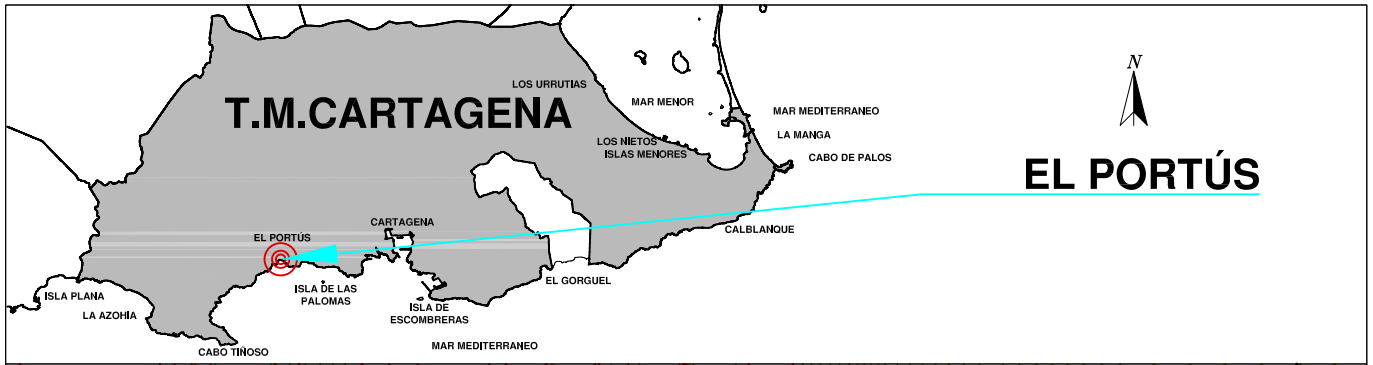 LOS URRUTIAS
T.M.CARTAGENA
MAR MENOR
MAR MEDITERRANEO
LA MANGA
LOS NIETOS
ISLAS MENORES
CABO DE PALOS
N
EL PORTÚS
CARTAGENA
EL PORTÚS
CALBLANQUE
EL GORGUEL
ISLA PLANA
LA AZOHÍA
ISLA DE LAS
PALOMAS
ISLA DE
ESCOMBRERAS
CABO TIÑOSO
MAR MEDITERRANEO